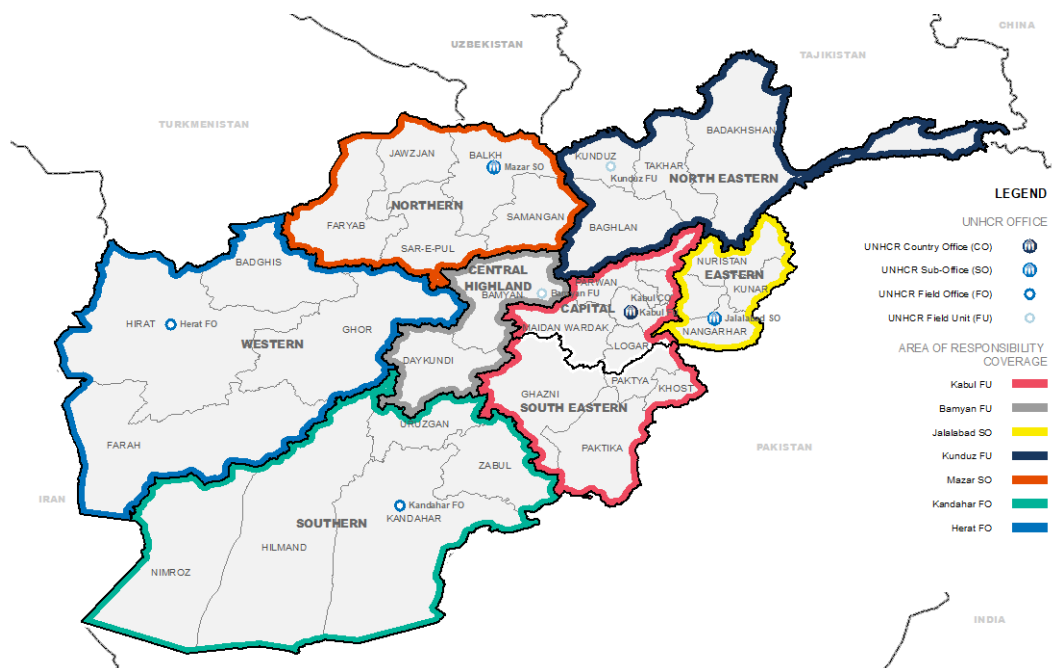 CHINA
UZBEKISTAN
TAJIKISTAN
TURKMENISTAN
BADAKHSHAN
JAWZJAN
BALKH
Mazar SO
KUNDUZ
Kunduz FU
TAKHAR
NORTH EASTERN
NORTHERN
FARYAB
SAMANGAN
BAGHLAN
SAR-E-PUL
BADGHIS
CENTRAL
HIGHLAND
BAMYAN
NURISTAN
EASTERN
KUNAR
CAPITAL
Kabul CO
Kabul
HIRAT
Herat FO
GHOR
WESTERN
MAIDAN WARDAK
LOGAR
NANGARHAR
Jalalabad SO
DAYKUNDI
GHAZNI
PAKTYA
KHOST
SOUTH EASTERN
FARAH
URUZGAN
PAKTIKA
PAKISTAN
ZABUL
IRAN
Kandahar FO
KANDAHAR
SOUTHERN
HILMAND
NIMROZ
INDIA
LEGEND
UNHCR OFFICE
UNHCR Country Office (CO)
UNHCR Sub-Office (SO)
UNHCR Field Office (FO)
UNHCR Field Unit (FU)
AREA OF RESPONSIBILITY
COVERAGE
Kabul FU
Bamyan FU
Jalalabad SO
Kunduz FU
Mazar SO
Kandahar FO
Herat FO